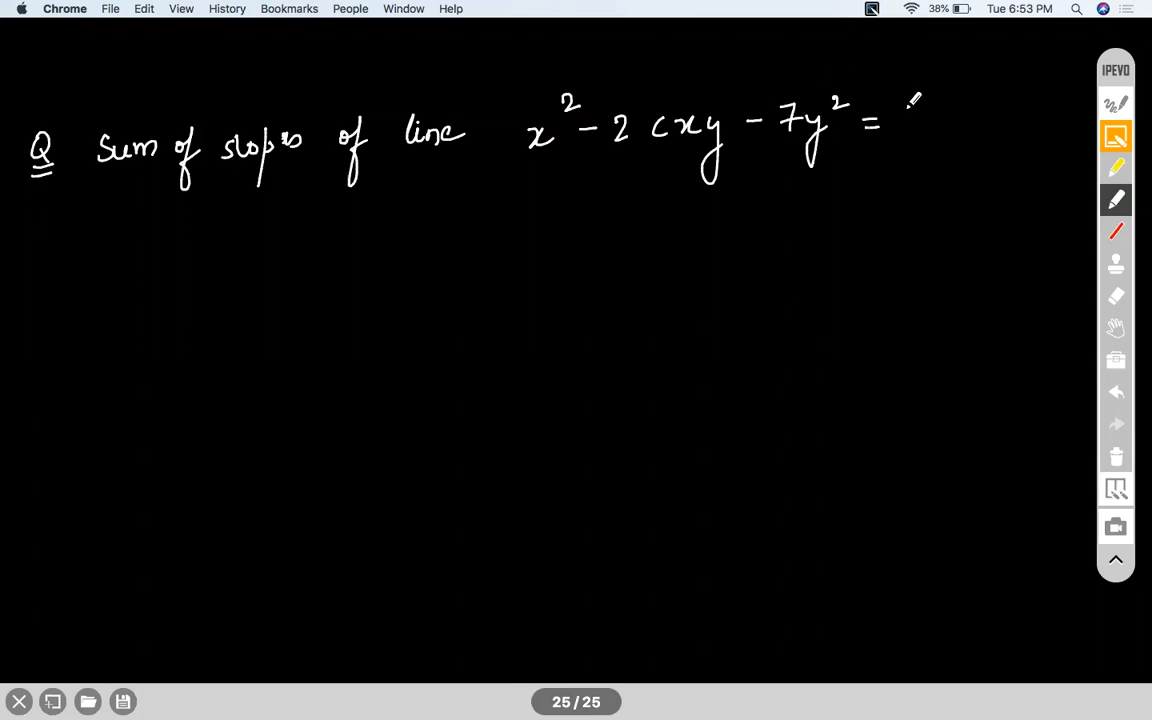 Chrome File Edit View History Bookmarks People Window Help 38% Tue 6:53 PM
IPEVO
Q Sum of slopes of line x² - 2cxy - 7y² =
25 / 25